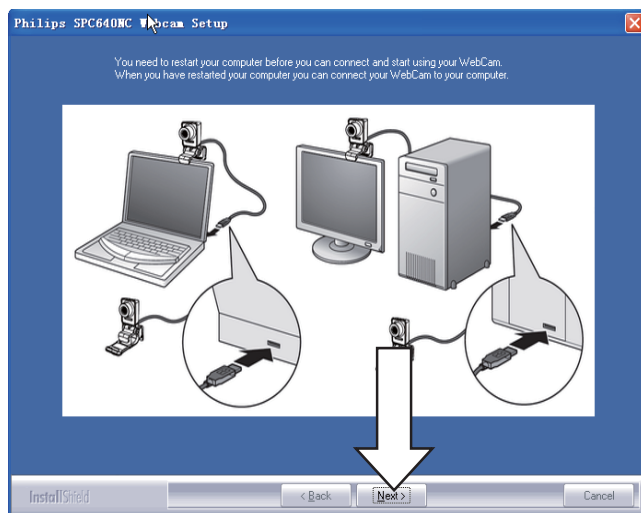 Philips SPC640NC Webcam Setup
You need to restart your computer before you can connect and start using your WebCam.
When you have restarted your computer you can connect your WebCam to your computer.
InstallShield
< Back
Next >
Cancel